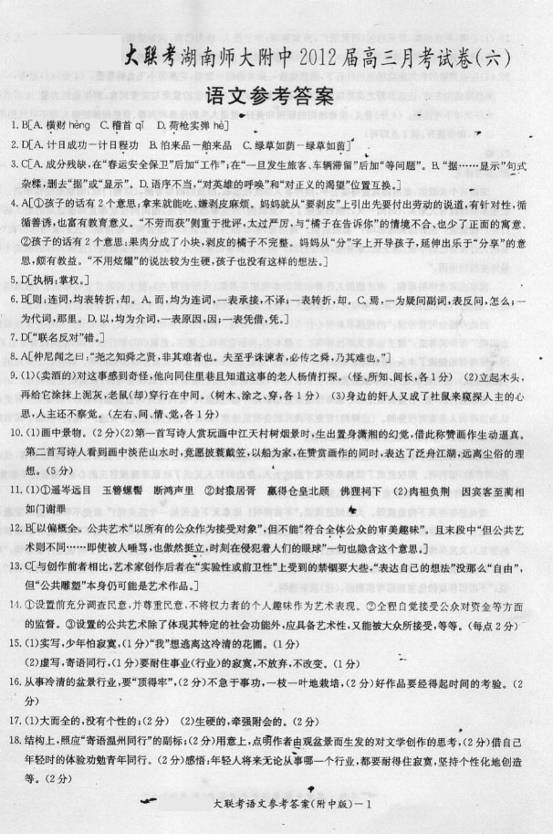 大联考湖南师大附中2012届高三月考试卷(六)
语文参考答案
1. B[A. 横财 hèng  C. 稽首 qǐ  D. 荷枪实弹 hè]
2. D[A. 计日成功—计日程功  B. 泊来品—舶来品  C. 绿草如荫—绿草如茵]
3. C[A. 成分残缺,在“春运安全保卫”后加“工作”;在“一旦发生旅客、车辆滞留”后加“等问题”。B. “据……显示”句式
杂糅,删去“据”或“显示”。D. 语序不当,“对英雄的呼唤”和“对正义的渴望”位置互换。]
4. A[①孩子的话有2个意思:拿来就能吃、嫌剥皮麻烦。妈妈就从“要剥皮”上引出先要付出劳动的说道,有针对性,循
循善诱,也富有教育意义。“不劳而获”侧重于批评,太过严厉,与“橘子在告诉你”的情境不合,也少了正面的寓意。
②孩子的话有2个意思:果肉分成了小块,剥皮的橘子不完整。妈妈从“分”字上开导孩子,延伸出乐于“分享”的意
思,颇有教益。“不用炫耀”的说法较为生硬,孩子也没有这样的想法。]
5. D[执柄:掌权。]
6. B[则:连词,均表转折,却。A. 而,均为连词,一表承接,不译;一表转折,却。C. 焉,一为疑问副词,表反问,怎么;一
为代词,那里。D. 以,均为介词,一表原因,因;一表凭借,凭。]
7. D[“联名反对”错。]
8. A[仲尼闻之曰:“尧之知舜之贤,非其难者也。夫至乎诛谏者,必传之舜,乃其难也。”]
9. (1)(卖酒的)对这事感到奇怪,他向同住里巷且知道这事的老人杨倩打探。(怪、所知、闾长,各1分)  (2)立起木头,
再给它涂抹上泥灰,老鼠(却)穿行在中间。(树木、涂之、穿,各1分)  (3)身边的奸人又成了社鼠来窥探人主的心
思,人主还不察觉。(左右、间、情、觉,各1分)
10. (1)画中景物。(2分)(2)第一首写诗人赏玩画中江天村树烟景时,生出置身潇湘的幻觉,借此称赞画作生动逼真。
第二首写诗人看到画中淡茫山水时,竟愿披蓑戴笠,以船为家,在赞赏画作的同时,表达了泛舟江湖,远离尘俗的理
想。(5分)
11. (1)①遥岑远目  玉簪螺髻  断鸿声里  ②封狼居胥  赢得仓皇北顾  佛狸祠下  (2)肉袒负荆  因宾客至蔺相
如门谢罪
12. B[以偏概全。公共艺术“以所有的公众作为接受对象”,但不能“符合全体公众的审美趣味”。且末段中“但公共艺
术则不同……即使被人唾骂,也傲然挺立,时刻在侵犯着人们的眼球”一句也隐含这个意思。]
13. C[与创作前者相比,艺术家创作后者在“实验性或前卫性”上受到的禁锢要大些,“表达自己的想法”没那么“自由”,
但“公共雕塑”本身仍可能是艺术作品。]
14. ①设置前充分调查民意,并尊重民意,不将权力者的个人趣味作为艺术表现。②全程自觉接受公众对资金等方面
的监督。③设置的公共艺术除了体现其特定的社会功能外,应具备艺术性,又能被大众所接受,等等。(每点2分)
15. (1)实写,少年怕寂寞,(1分)“我”想逃离这冷清的花圃。(1分)
(2)虚写,寄语同行,(1分)要耐住事业(行业)的寂寞,不放弃,不改变。(1分)
16. 从事冷清的盆景行业,要“顶得牢”,(2分)不急于事功,一枝一叶地栽培,(2分)好作品要经得起时间的考验。(2
分)
17. (1)大而全的,没有个性的;(2分)  (2)生硬的,牵强附会的。(2分)
18. 结构上,照应“寄语温州同行”的副标;(2分)用意上,点明作者由观盆景而生发的对文学创作的思考,(2分)借自己
年轻时的体验劝勉青年同行。(2分)感悟:年轻人将来无论从事哪一个行业,都要耐得住寂寞,坚持个性化地创造
等。(2分)
大联考语文参考答案(附中版)—1